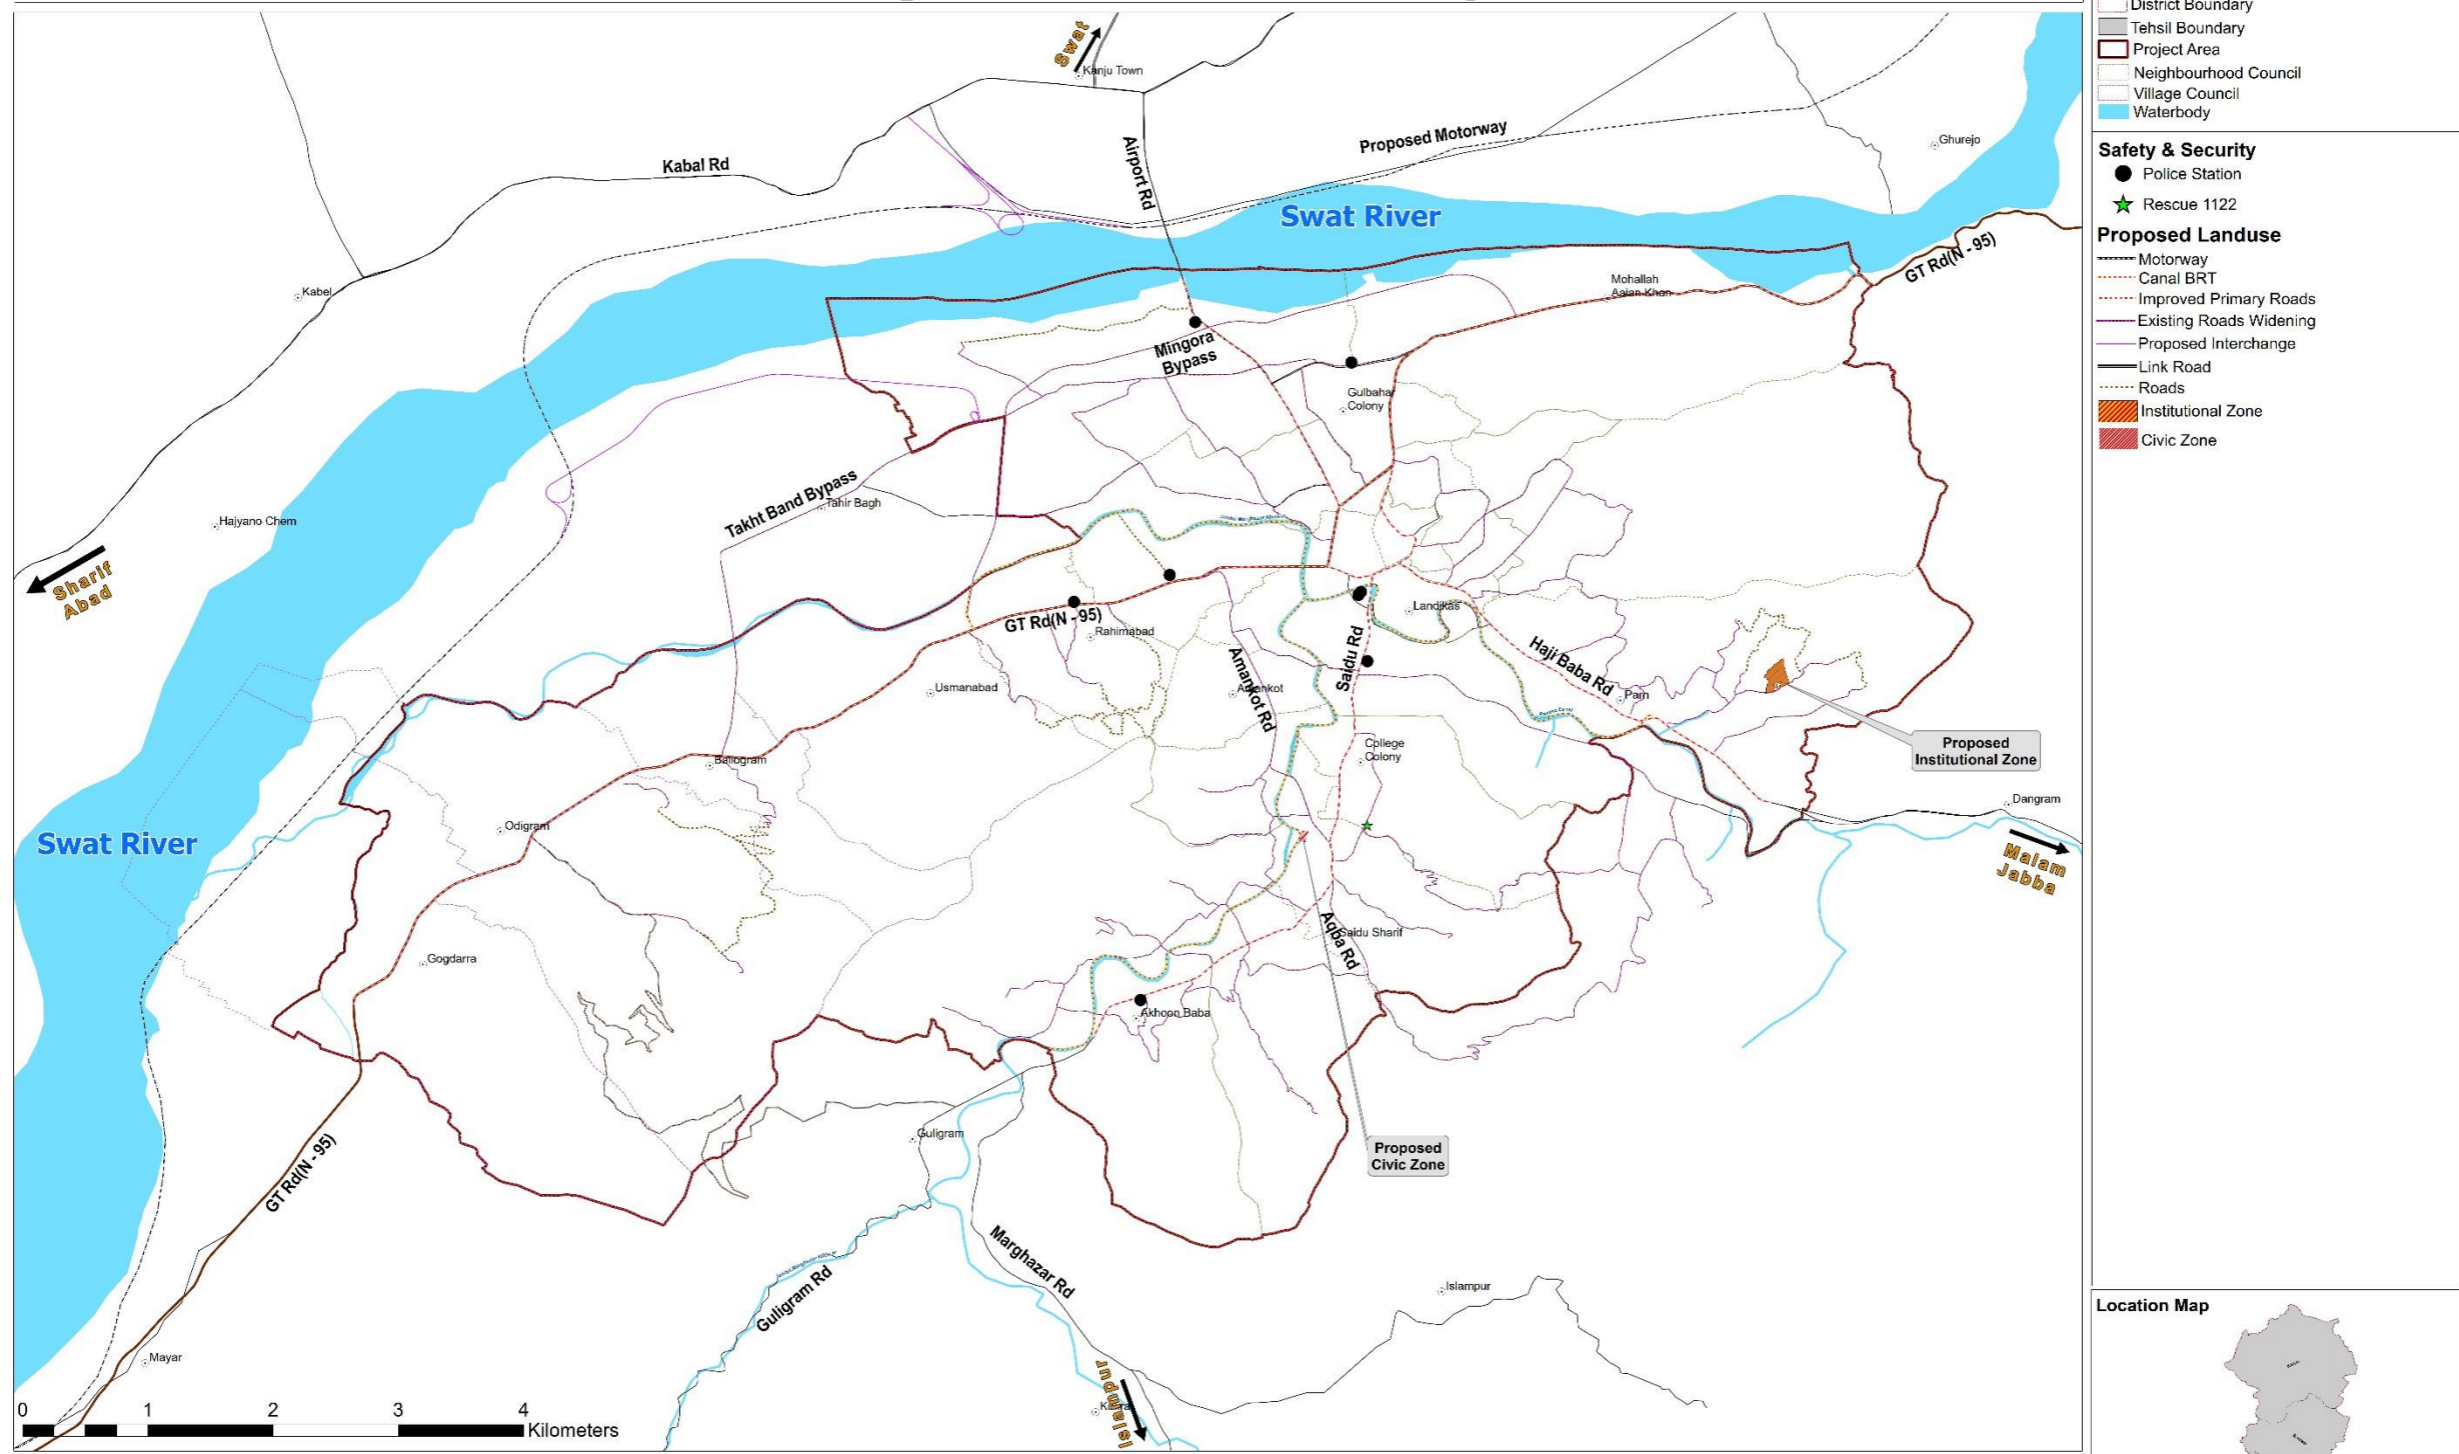 Swat
Kanju Town
Kabal Rd
Airport Rd
Proposed Motorway
Ghurejo
Swat River
GT Rd(N - 95)
Kabel
Mohallah
Aaian Khan
Mingora
Bypass
Gulbahar
Colony
Takht Band Bypass
Tahir Bagh
Hajyano Chem
Sharif
Abad
GT Rd(N - 95)
Rahimabad
Landikas
Saidu Rd
Haji Baba Rd
Amankot Rd
Amankot
Usmanabad
Parn
Proposed
Institutional Zone
College
Colony
Ballogram
Dangram
Odigram
Swat River
Malam
Jabba
Aqba Rd
Saidu Sharif
Gogdarra
Akhoon Baba
Guligram
Proposed
Civic Zone
GT Rd(N - 95)
Marghazar Rd
Guligram Rd
Islampur
Mayar
Islampur
0 1 2 3 4
Kilometers
District Boundary
Tehsil Boundary
Project Area
Neighbourhood Council
Village Council
Waterbody
Safety & Security
Police Station
Rescue 1122
Proposed Landuse
Motorway
Canal BRT
Improved Primary Roads
Existing Roads Widening
Proposed Interchange
Link Road
Roads
Institutional Zone
Civic Zone
Location Map